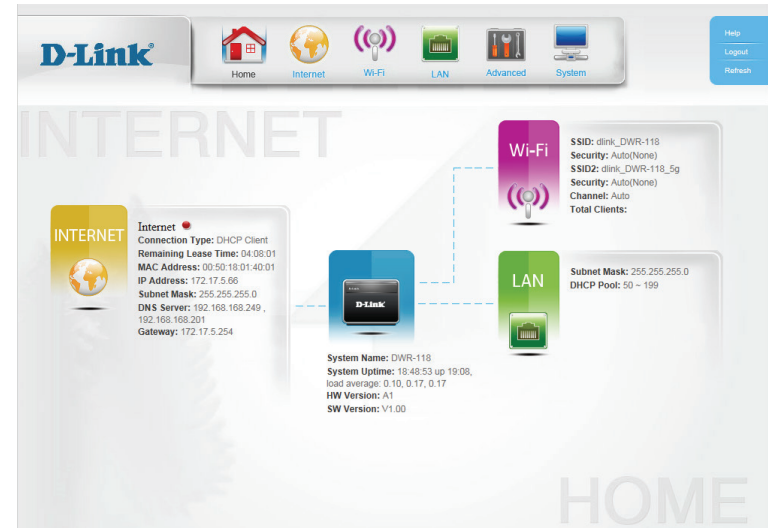 D-Link
Home
Internet
Wi-Fi
LAN
Advanced
System
Help
Logout
Refresh
INTERNET
INTERNET
Internet
Connection Type: DHCP Client
Remaining Lease Time: 04:08:01
MAC Address: 00:50:18:01:40:01
IP Address: 172.17.5.66
Subnet Mask: 255.255.255.0
DNS Server: 192.168.168.249 ,
192.168.168.201
Gateway: 172.17.5.254
D-Link
System Name: DWR-118
System Uptime: 18:48:53 up 19:08,
load average: 0.10, 0.17, 0.17
HW Version: A1
SW Version: V1.00
Wi-Fi
SSID: dlink_DWR-118
Security: Auto(None)
SSID2: dlink_DWR-118_5g
Security: Auto(None)
Channel: Auto
Total Clients:
LAN
Subnet Mask: 255.255.255.0
DHCP Pool: 50 ~ 199
HOME